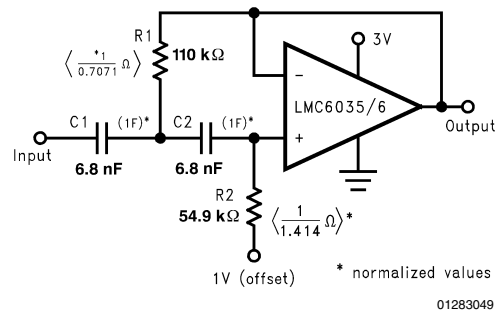 R1
110 kΩ
⟨ *1/0.7071 Ω ⟩
3V
−
LMC6035/6
+
Output
C1
(1F)*
C2
(1F)*
Input
6.8 nF
6.8 nF
R2
54.9 kΩ
⟨ 1/1.414 Ω ⟩*
1V (offset)
* normalized values
01283049